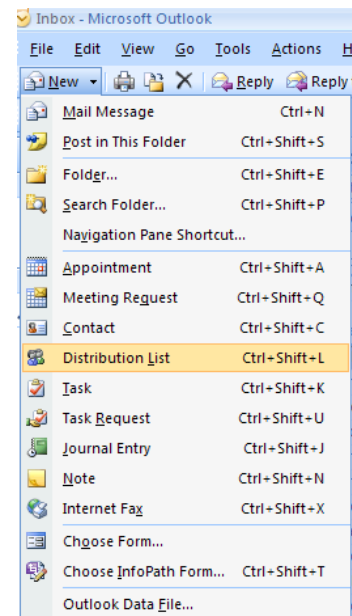 Inbox - Microsoft Outlook
File Edit View Go Tools Actions H
New Reply Reply
Mail Message Ctrl+N
Post in This Folder Ctrl+Shift+S
Folder... Ctrl+Shift+E
Search Folder... Ctrl+Shift+P
Navigation Pane Shortcut...
Appointment Ctrl+Shift+A
Meeting Request Ctrl+Shift+Q
Contact Ctrl+Shift+C
Distribution List Ctrl+Shift+L
Task Ctrl+Shift+K
Task Request Ctrl+Shift+U
Journal Entry Ctrl+Shift+J
Note Ctrl+Shift+N
Internet Fax Ctrl+Shift+X
Choose Form...
Choose InfoPath Form... Ctrl+Shift+T
Outlook Data File...